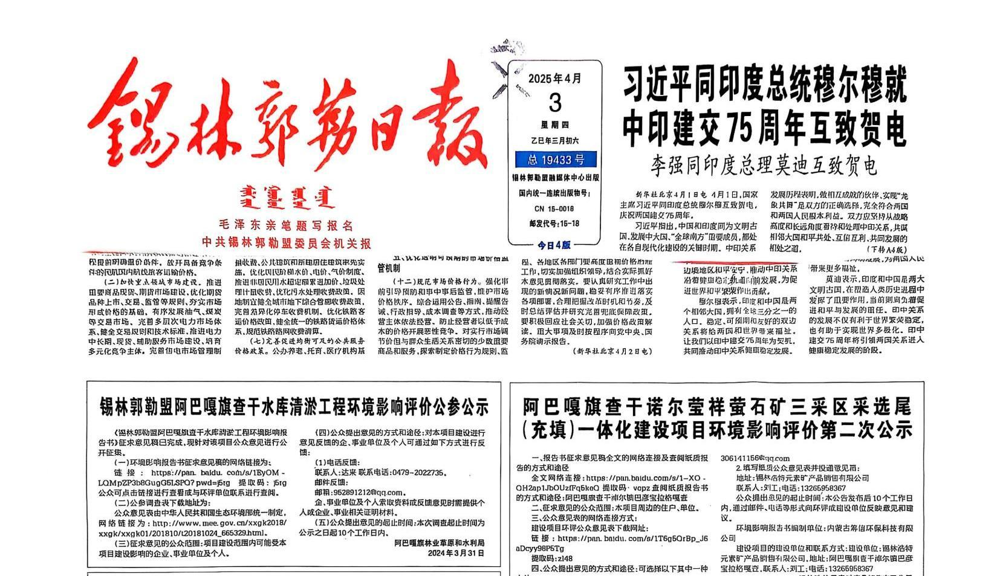 锡林郭勒日报
毛泽东亲笔题写报名
中共锡林郭勒盟委员会机关报
2025年4月
3
星期四
乙巳年三月初六
总 19433 号
锡林郭勒盟融媒体中心出版
国内统一连续出版物号:
CN 15-0018
邮发代号:15-18
今日4版
习近平同印度总统穆尔穆就
中印建交75周年互致贺电
李强同印度总理莫迪互致贺电
新华社北京4月1日电 4月1日,国家
主席习近平同印度总统穆尔穆互致贺电,
庆祝两国建交75周年。
习近平指出,中国和印度同为文明古
国、发展中大国、“全球南方”重要成员,都处
在各自现代化建设的关键时期。中印关系
发展历程表明,做相互成就的伙伴、实现“龙
象共舞”是双方的正确选择,完全符合两国
和两国人民根本利益。双方应坚持从战略
高度和长远角度看待和处理中印关系,共谋
相邻大国和平共处、互信互利、共同发展的
相处之道,
(下转A4版)
程度的明确重价条件。放开具备竞争条
件的民航国内航线旅客运输价格。
(二)加快重点领域市场建设。推进
重要商品现货、期货市场建设,优化期货
品种上市、交易、监管等规则,夯实市场
形成价格的基础。有序发展油气、煤炭
等交易市场。完善多层次电力市场体
系,健全交易规则和技术标准,推进电力
中长期、现货、辅助服务市场建设,培育
多元化竞争主体。完善售电市场管理制
抽收费、公共建筑和新建居住建筑率先实
施。优化居民阶梯水价、电价、气价制度。
推进非居民用水超定额累进加价、垃圾处
理计量收费,优化污水处理收费政策。因
地制宜健全城市地下综合管廊收费政策,
完善差异化停车收费机制。优化铁路客
运价格政策,健全统一的铁路货运价格体
系,规范铁路路网收费清算。
(七)完善促进均衡可及的公共服务
价格政策。公办养老、托育、医疗机构基
五、优化透明可预期的市场价格监
管机制
(十二)规范市场价格行为。强化事
前引导预防和事中事后监管,维护市场
价格秩序。综合运用公告、指南、提醒告
诫、行政指导、成本调查等方式,推动经
营主体依法经营。防止经营者以低于成
本的价格开展恶性竞争。对实行市场调
节价但与群众生活关系密切的少数重要
商品和服务,探索制定价格行为规则、监
程。各地区各部门要高度重视价格治理
工作,切实加强组织领导,结合实际抓好
本意见贯彻落实。要认真研究工作中出
现的新情况新问题,稳妥有序推进落实
各项部署,合理把握改革时机和节奏,及
时总结评估并研究完善兜底保障政策。
要积极回应社会关切,加强价格政策解
读。重大事项及时按程序向党中央、国
务院请示报告。
(新华社北京4月2日电)
边境地区和平安宁,推动中印关系
沿着健康稳定轨道向前发展,为促
进世界和平繁荣作出贡献。
穆尔穆表示,印度和中国是两
个相邻大国,拥有全球三分之一的
人口。稳定、可预期和友好的双边
关系将给两国和世界带来福祉。
让我们以印中建交75周年为契机,
共同推动印中关系健康稳定发展。
带来更多福祉。
莫迪表示,印度和中国是两大
文明古国,在塑造人类历史进程中
发挥了重要作用,当前则肩负着促
进和平与发展的重任。印中关系
的发展不仅有利于世界繁荣稳定,
也有助于实现世界多极化。印中
建交75周年将引领两国关系进入
健康稳定发展的阶段。
锡林郭勒盟阿巴嘎旗查干水库清淤工程环境影响评价公参公示
《锡林郭勒盟阿巴嘎旗查干水库清淤工程环境影响报
告书》征求意见稿已完成,现针对该项目公众意见进行公
开征集。
(一)环境影响报告书征求意见稿的网络链接为:
链接: https://pan. baidu. com/s/1EyOM-
LQMpZP3b8GugG5LSPQ? pwd=j5rg 提取码: j5rg
公众可点击链接进行查看或与环评单位联系进行查阅。
(二)公参调查表下载地址为:
公众意见表由中华人民共和国生态环境部统一制定,
网络链接为:http://www. mee. gov. cn/xxgk2018/
xxgk/xxgk01/201810/t20181024_665329.html。
(三)征求意见的公众范围:项目建设范围内可能受本
项目建设影响的企业、事业单位及个人。
(四)公众提出意见的方式和途径:对本项目建设进行
意见反馈的企、事业单位及个人可通过如下方式进行反
馈:
(1)电话反馈:
联系人:达来 联系电话:0479-2022735。
邮件反馈:
邮箱:952891212@qq.com。
企、事业单位及个人索取资料或反馈意见时需提供个
人或企业、事业相关证明材料。
(五)公众提出意见的起止时间:本次调查起止时间为
公示之日起10个工作日内。
阿巴嘎旗林业草原和水利局
2024年3月31日
阿巴嘎旗查干诺尔莹祥萤石矿三采区采选尾
(充填)一体化建设项目环境影响评价第二次公示
一、报告书征求意见稿全文的网络连接及查阅纸质报
告的方式和途径
全文网络连接:https://pan.baidu.com/s/1-XO-
QH2ap1JbOUzfFq5keQ 提取码: vcpz 查阅纸质报告书
的方式和途径:阿巴嘎旗查干淖尔镇巴彦宝拉格嘎查
二、征求意见的公众范围:本项目周边的住户、单位。
三、公众意见表的网络连接方式:
建设项目环评公众意见表下载网址:
链接: https://pan. baidu. com/s/1T6g5QrBp_J6
aDcyy98P5Tg
提取码:zl48
四、公众提出意见的方式和途径:可选择以下其中一种
306141156@qq.com
2.填写纸质公众意见表并投递意见箱:
地址:锡林浩特元素矿产品销售有限公司
联系人:刘工;电话:13265958367
公众提出意见的起止时间:本公告发布后10个工作日
内,通过邮件、电话等形式向环评或建设单位反映意见和建
议。
环境影响报告书编制单位:内蒙古筹信环保科技有限
公司
建设项目的建设单位和联系方式:建设单位:锡林浩特
元素矿产品销售有限公司,地址:阿巴嘎旗查干淖尔镇巴彦
宝拉格嘎查,联系人:刘工;电话:13265958367